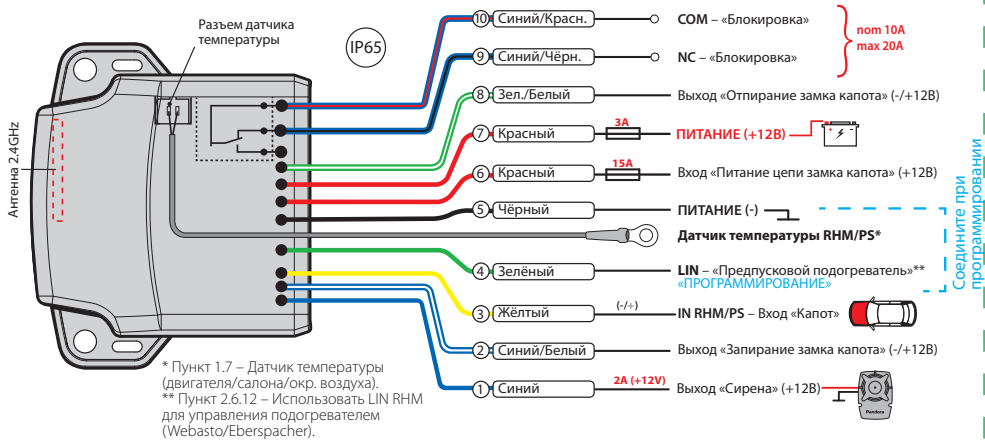 Разъем датчика
температуры
IP65
Антенна 2.4GHz
10 Синий/Красн. COM – «Блокировка»
nom 10A
max 20A
9 Синий/Чёрн. NC – «Блокировка»
8 Зел./Белый Выход «Отпирание замка капота» (-/+12В)
7 Красный 3A ПИТАНИЕ (+12В)
6 Красный 15A Вход «Питание цепи замка капота» (+12В)
5 Чёрный ПИТАНИЕ (-)
Датчик температуры RHM/PS*
4 Зелёный LIN – «Предпусковой подогреватель»**
«ПРОГРАММИРОВАНИЕ»
Соедините при
программировании
3 Жёлтый (-/+) IN RHM/PS – Вход «Капот»
2 Синий/Белый Выход «Запирание замка капота» (-/+12В)
1 Синий 2A (+12V) Выход «Сирена» (+12В)
Pandora
* Пункт 1.7 – Датчик температуры
(двигателя/салона/окр. воздуха).
** Пункт 2.6.12 – Использовать LIN RHM
для управления подогревателем
(Webasto/Eberspacher).